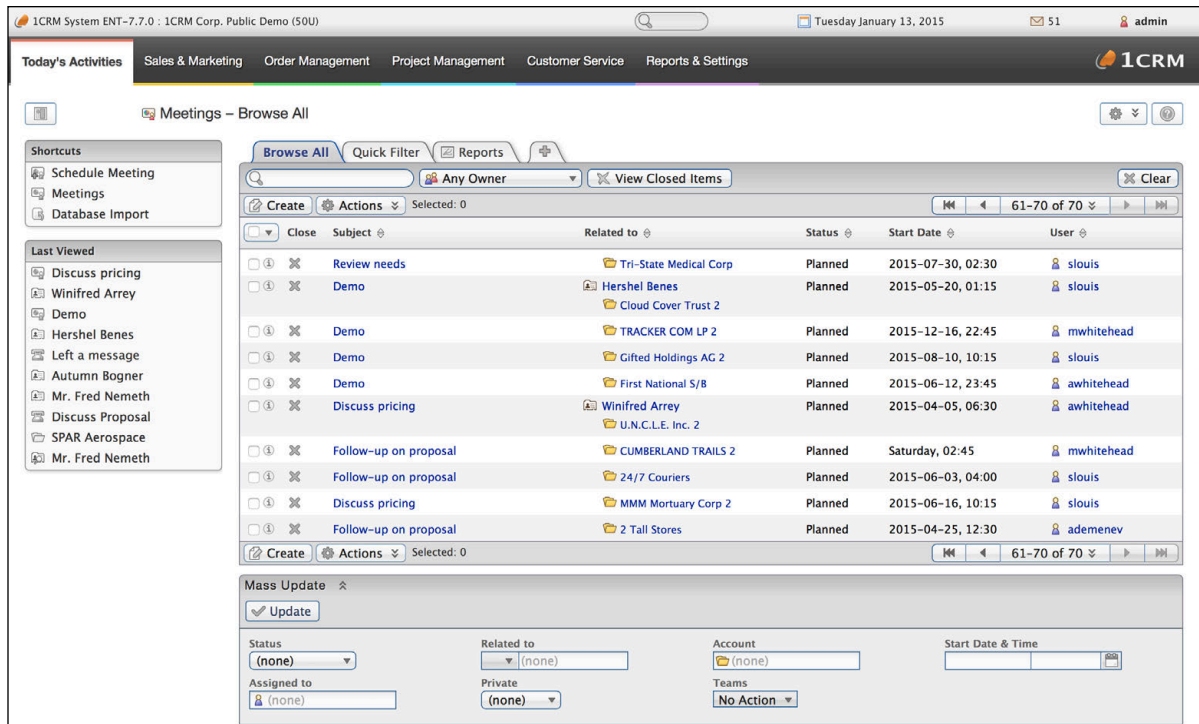 1CRM System ENT-7.7.0 : 1CRM Corp. Public Demo (50U) Tuesday January 13, 2015 51 admin
Today's Activities Sales & Marketing Order Management Project Management Customer Service Reports & Settings 1CRM
Meetings – Browse All
Shortcuts
Schedule Meeting
Meetings
Database Import
Last Viewed
Discuss pricing
Winifred Arrey
Demo
Hershel Benes
Left a message
Autumn Bogner
Mr. Fred Nemeth
Discuss Proposal
SPAR Aerospace
Mr. Fred Nemeth
Browse All Quick Filter Reports
Any Owner View Closed Items Clear
Create Actions Selected: 0 61-70 of 70
Close Subject Related to Status Start Date User
Review needs Tri-State Medical Corp Planned 2015-07-30, 02:30 slouis
Demo Hershel Benes Planned 2015-05-20, 01:15 slouis
Cloud Cover Trust 2
Demo TRACKER COM LP 2 Planned 2015-12-16, 22:45 mwhitehead
Demo Gifted Holdings AG 2 Planned 2015-08-10, 10:15 slouis
Demo First National S/B Planned 2015-06-12, 23:45 awhitehead
Discuss pricing Winifred Arrey Planned 2015-04-05, 06:30 awhitehead
U.N.C.L.E. Inc. 2
Follow-up on proposal CUMBERLAND TRAILS 2 Planned Saturday, 02:45 mwhitehead
Follow-up on proposal 24/7 Couriers Planned 2015-06-03, 04:00 slouis
Discuss pricing MMM Mortuary Corp 2 Planned 2015-06-16, 10:15 slouis
Follow-up on proposal 2 Tall Stores Planned 2015-04-25, 12:30 ademenev
Create Actions Selected: 0 61-70 of 70
Mass Update
Update
Status Related to Account Start Date & Time
(none) (none) (none)
Assigned to Private Teams
(none) (none) No Action